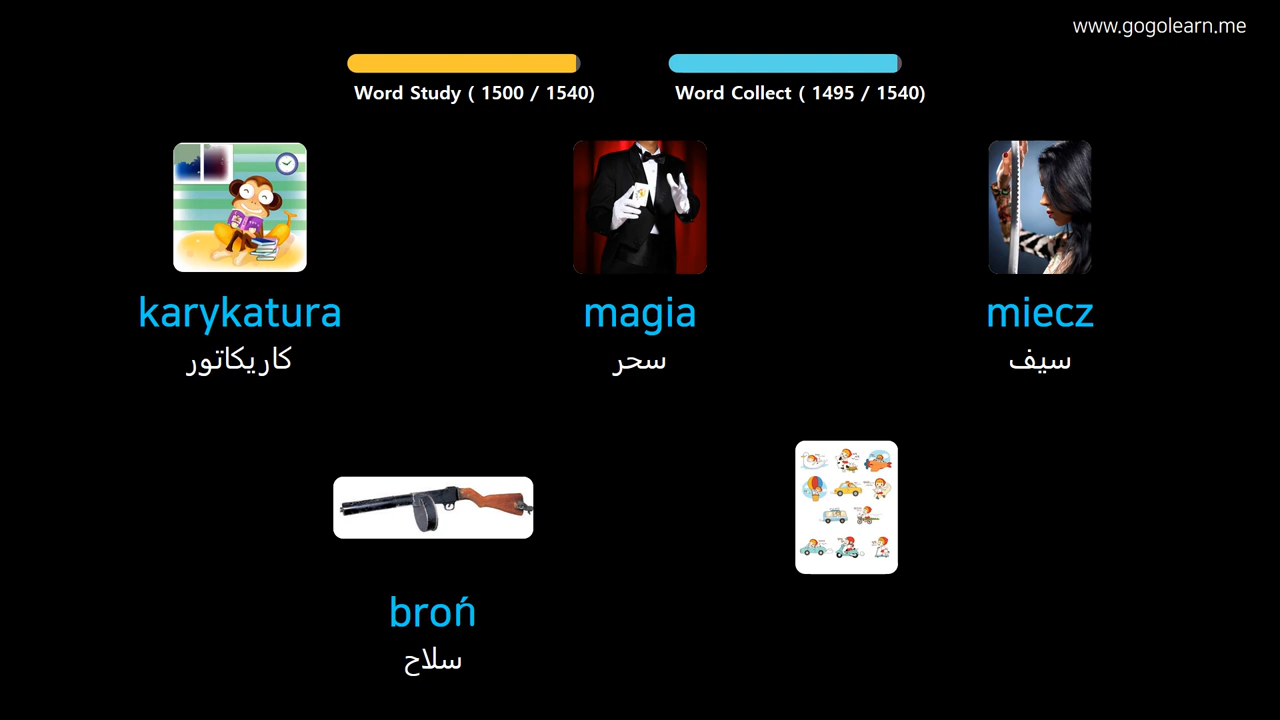 www.gogolearn.me
Word Study ( 1500 / 1540)
Word Collect ( 1495 / 1540)
karykatura
كاريكاتور
magia
سحر
miecz
سيف
broń
سلاح